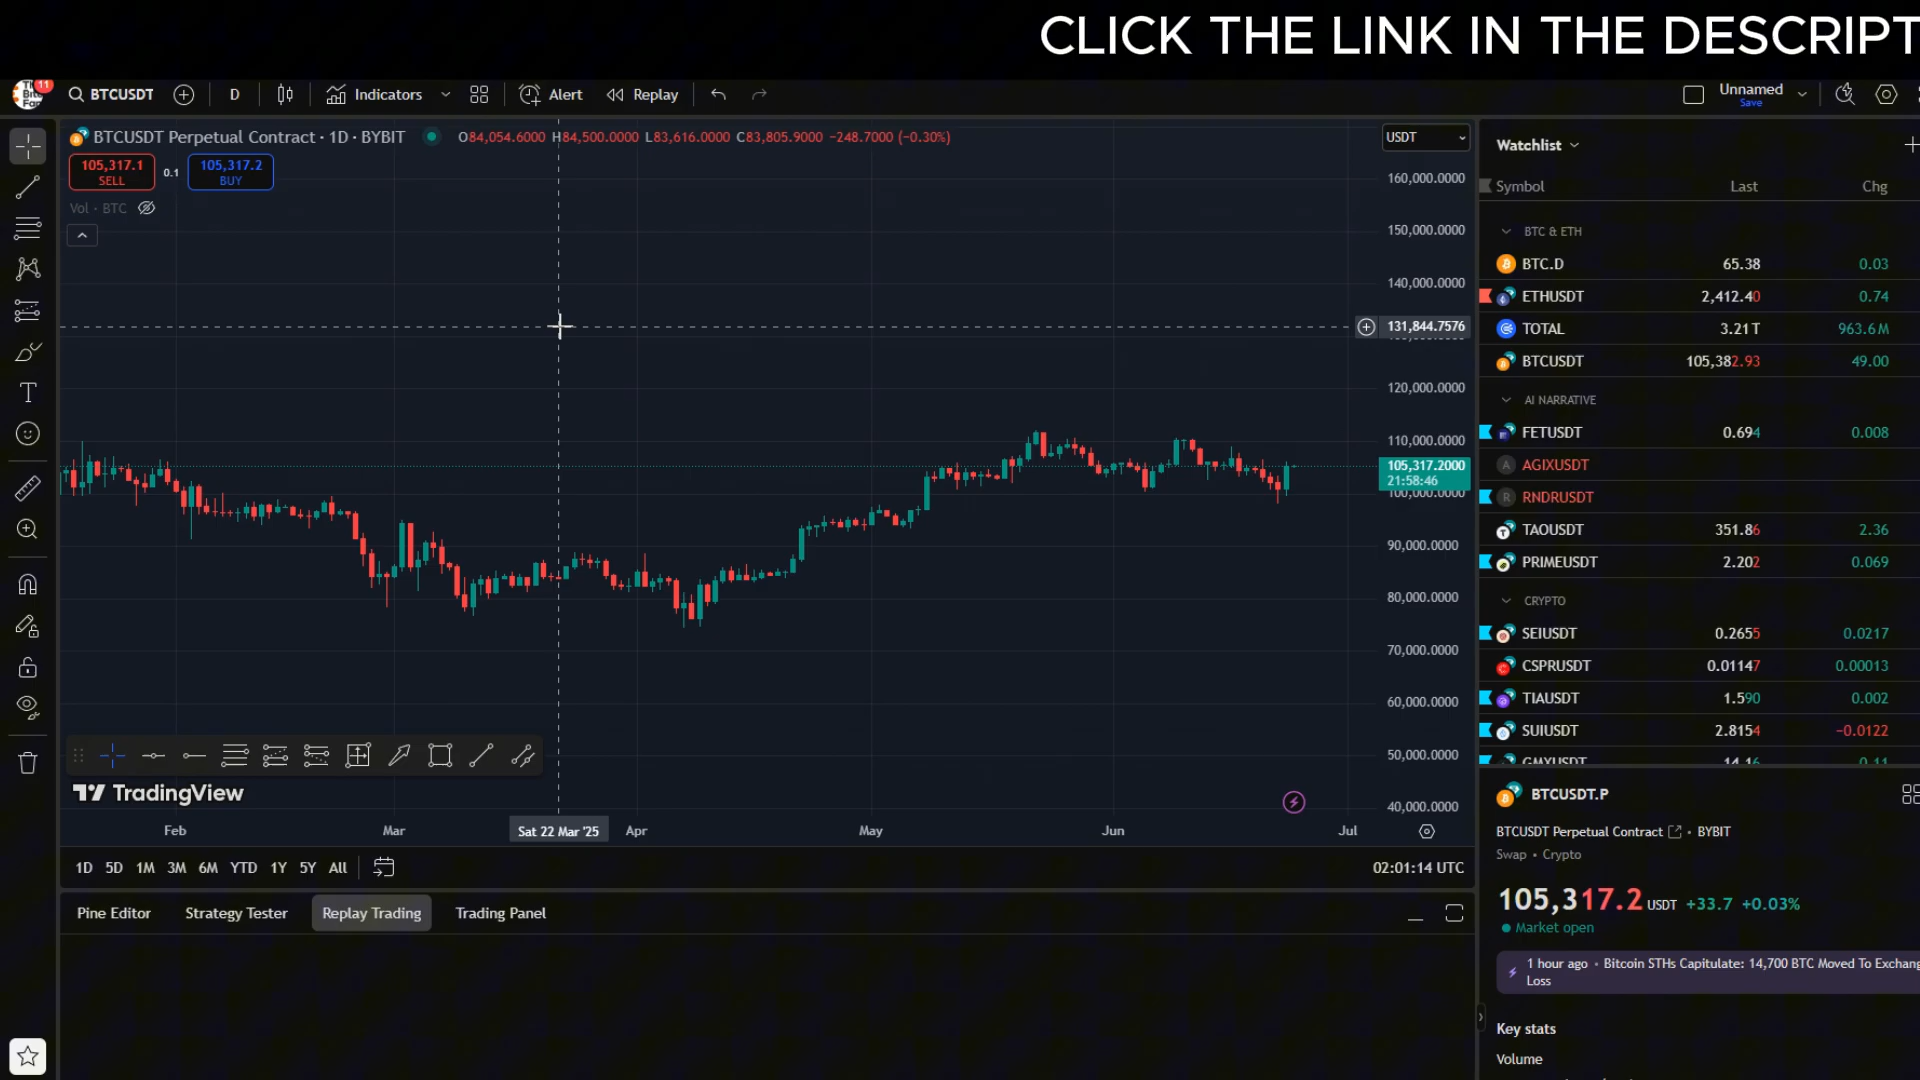 CLICK THE LINK IN THE DESCRIPT
11
BTCUSDT
D
Indicators
Alert
Replay
Unnamed
Save
BTCUSDT Perpetual Contract · 1D · BYBIT
O84,054.6000 H84,500.0000 L83,616.0000 C83,805.9000 −248.7000 (−0.30%)
USDT
105,317.1
SELL
0.1
105,317.2
BUY
Vol · BTC
160,000.0000
150,000.0000
140,000.0000
131,844.7576
120,000.0000
110,000.0000
105,317.2000
21:58:46
100,000.0000
90,000.0000
80,000.0000
70,000.0000
60,000.0000
50,000.0000
40,000.0000
TradingView
Feb
Mar
Sat 22 Mar '25
Apr
May
Jun
Jul
1D 5D 1M 3M 6M YTD 1Y 5Y All
02:01:14 UTC
Pine Editor
Strategy Tester
Replay Trading
Trading Panel
Watchlist
Symbol Last Chg
BTC & ETH
BTC.D 65.38 0.03
ETHUSDT 2,412.40 0.74
TOTAL 3.21T 963.6M
BTCUSDT 105,382.93 49.00
AI NARRATIVE
FETUSDT 0.694 0.008
A AGIXUSDT
R RNDRUSDT
TAOUSDT 351.86 2.36
PRIMEUSDT 2.202 0.069
CRYPTO
SEIUSDT 0.2655 0.0217
CSPRUSDT 0.01147 0.00013
TIAUSDT 1.590 0.002
SUIUSDT 2.8154 −0.0122
GMXUSDT 14.16 0.11
BTCUSDT.P
BTCUSDT Perpetual Contract • BYBIT
Swap • Crypto
105,317.2 USDT +33.7 +0.03%
Market open
1 hour ago • Bitcoin STHs Capitulate: 14,700 BTC Moved To Exchang
Loss
Key stats
Volume